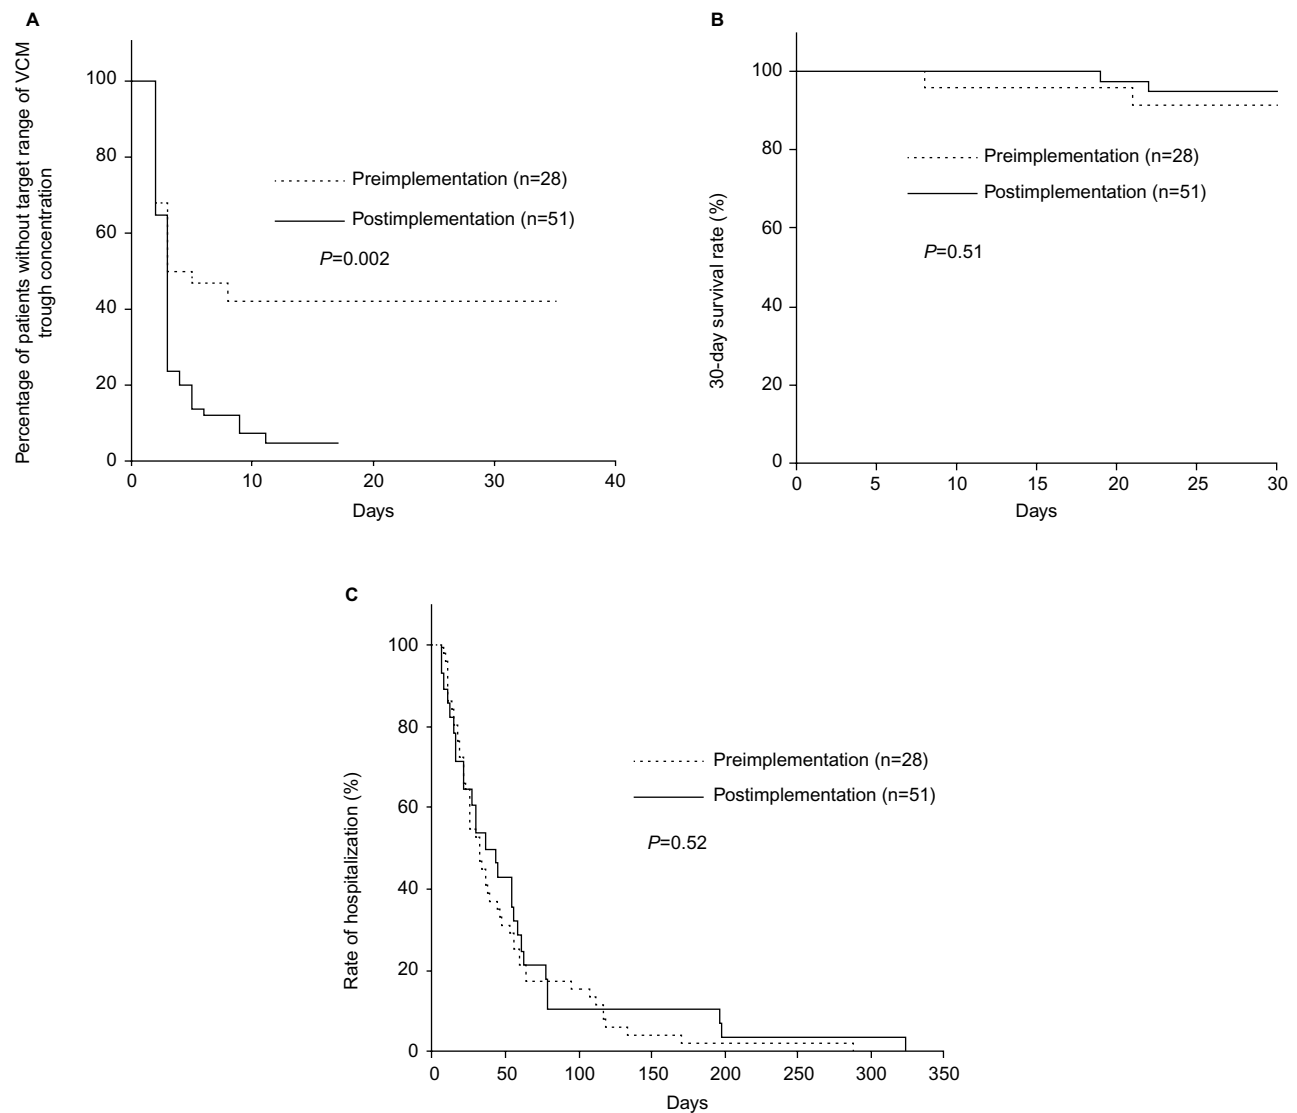 A
Percentage of patients without target range of VCM
trough concentration
100
80
60
40
20
0
Preimplementation (n=28)
Postimplementation (n=51)
P=0.002
0 10 20 30 40
Days
B
30-day survival rate (%)
100
80
60
40
20
0
Preimplementation (n=28)
Postimplementation (n=51)
P=0.51
0 5 10 15 20 25 30
Days
C
Rate of hospitalization (%)
100
80
60
40
20
0
Preimplementation (n=28)
Postimplementation (n=51)
P=0.52
0 50 100 150 200 250 300 350
Days